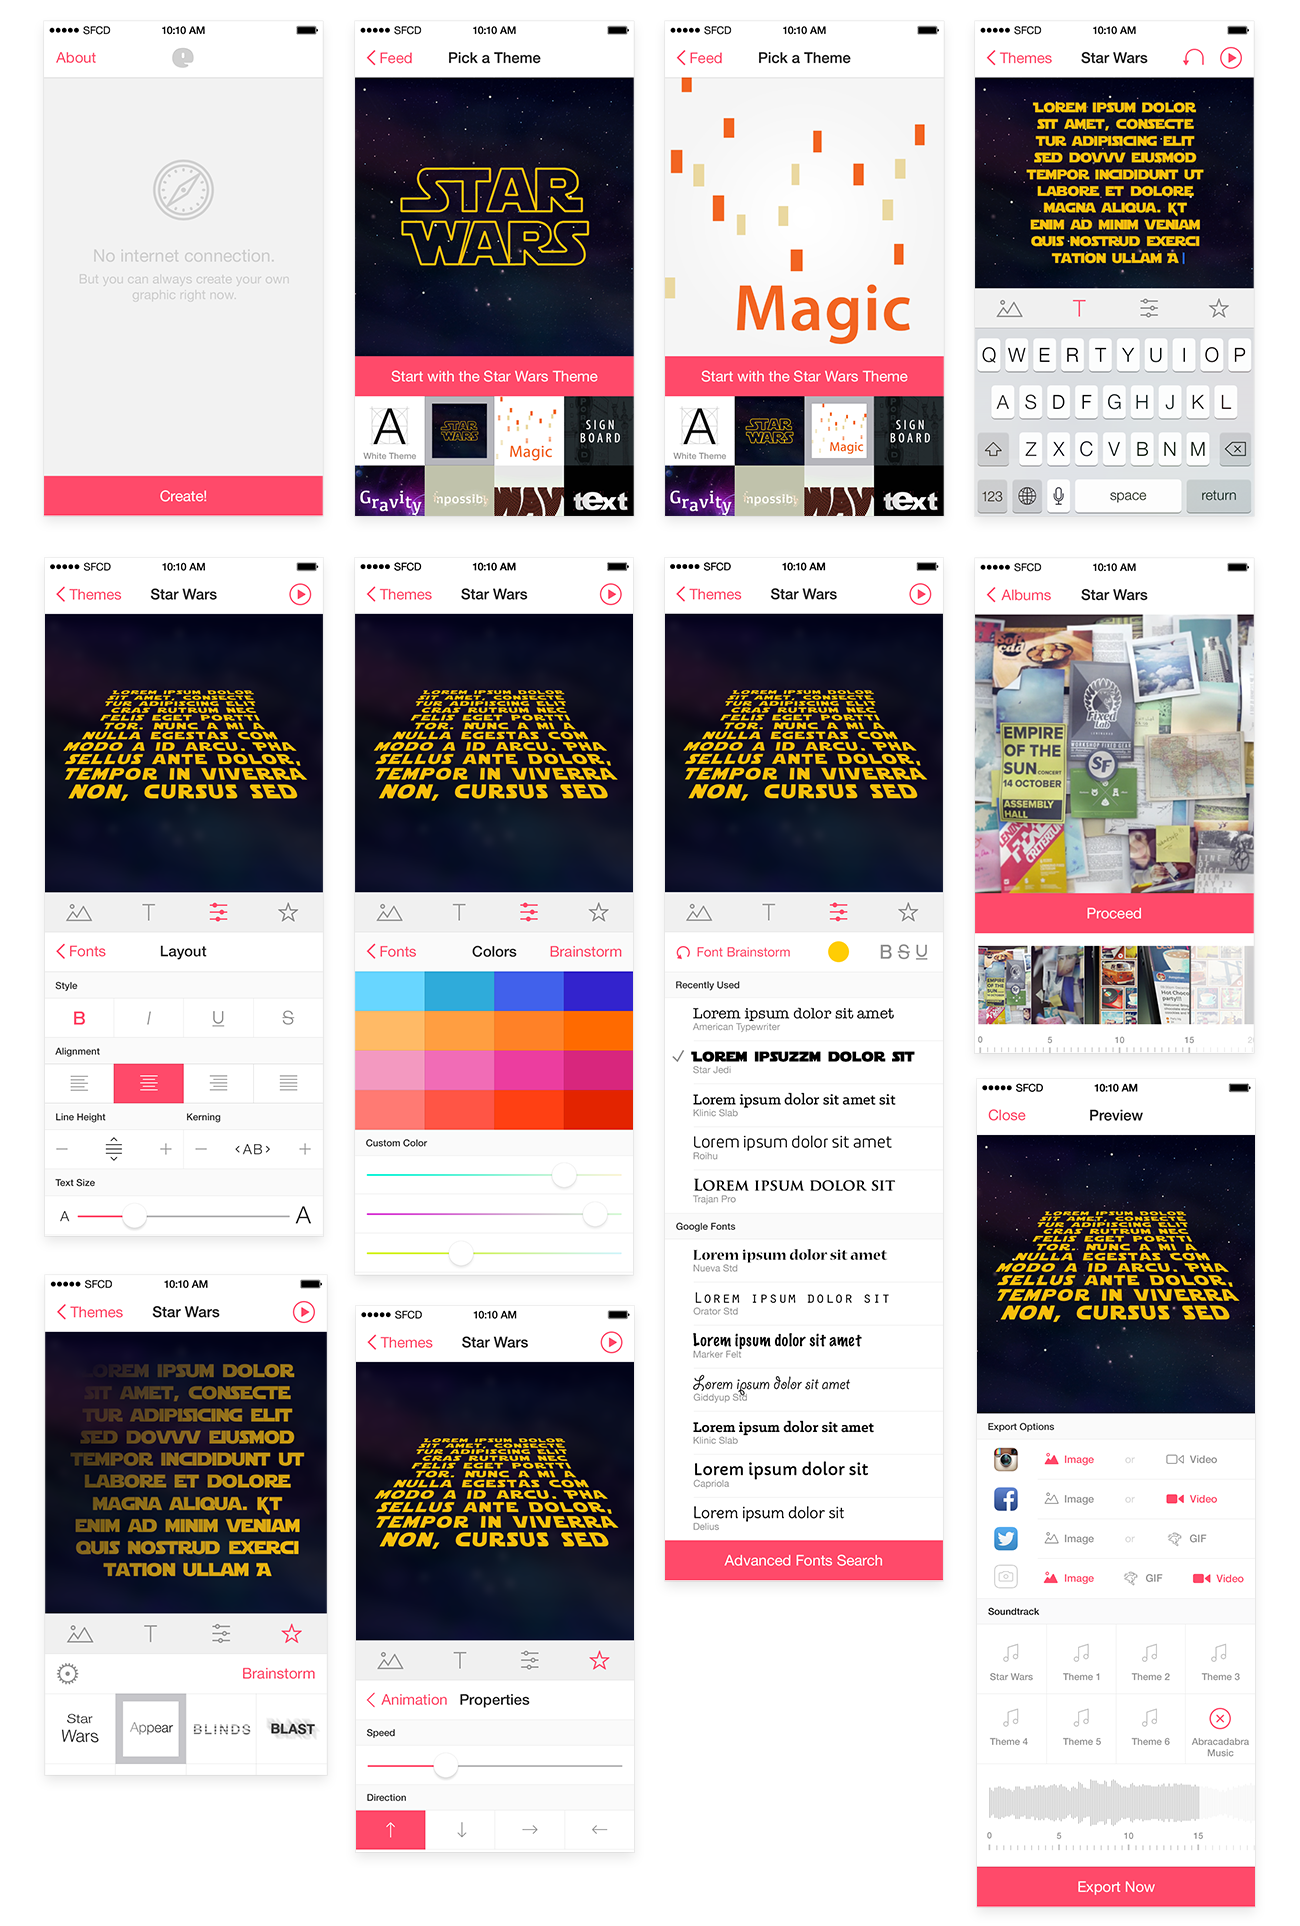 SFCD 10:10 AM
About
No internet connection.
But you can always create your own
graphic right now.
Create!
SFCD 10:10 AM
Feed Pick a Theme
STAR
WARS
Start with the Star Wars Theme
A
White Theme
STAR
WARS
Magic
SIGN
BOARD
Gravity
mpossible
WAY
text
SFCD 10:10 AM
Feed Pick a Theme
Magic
Start with the Star Wars Theme
A
White Theme
STAR
WARS
Magic
SIGN
BOARD
Gravity
mpossible
WAY
text
SFCD 10:10 AM
Themes Star Wars
LOREM IPSUM DOLOR
SIT AMET, CONSECTE
TUR ADIPISICING ELIT
SED DOVVV EIUSMOD
TEMPOR INCIDIDUNT UT
LABORE ET DOLORE
MAGNA ALIQUA. KT
ENIM AD MINIM VENIAM
QUIS NOSTRUD EXERCI
TATION ULLAM A
T
Q W E R T Y U I O P
A S D F G H J K L
Z X C V B N M
123 space return
SFCD 10:10 AM
Themes Star Wars
LOREM IPSUM DOLOR
SIT AMET, CONSECTE
TUR ADIPISCING ELIT
CRAS RUTRUM NEC
FELIS EGET PORTTI
TOR. NUNC A MI A
NULLA EGESTAS COM
MODO A ID ARCU. PHA
SELLUS ANTE DOLOR,
TEMPOR IN VIVERRA
NON, CURSUS SED
T
Fonts Layout
Style
B I U S
Alignment
Line Height Kerning
− + − <AB> +
Text Size
A A
SFCD 10:10 AM
Themes Star Wars
LOREM IPSUM DOLOR
SIT AMET, CONSECTE
TUR ADIPISCING ELIT
CRAS RUTRUM NEC
FELIS EGET PORTTI
TOR. NUNC A MI A
NULLA EGESTAS COM
MODO A ID ARCU. PHA
SELLUS ANTE DOLOR,
TEMPOR IN VIVERRA
NON, CURSUS SED
T
Fonts Colors Brainstorm
Custom Color
SFCD 10:10 AM
Themes Star Wars
LOREM IPSUM DOLOR
SIT AMET, CONSECTE
TUR ADIPISCING ELIT
CRAS RUTRUM NEC
FELIS EGET PORTTI
TOR. NUNC A MI A
NULLA EGESTAS COM
MODO A ID ARCU. PHA
SELLUS ANTE DOLOR,
TEMPOR IN VIVERRA
NON, CURSUS SED
T
Font Brainstorm B S U
Recently Used
Lorem ipsum dolor sit amet
American Typewriter
LOREM IPSUZZM DOLOR SIT
Star Jedi
Lorem ipsum dolor sit amet sit
Klinic Slab
Lorem ipsum dolor sit amet
Roihu
LOREM IPSUM DOLOR SIT
Trajan Pro
Google Fonts
Lorem ipsum dolor sit amet
Nueva Std
LOREM IPSUM DOLOR SIT
Orator Std
Lorem ipsum dolor sit amet
Marker Felt
Lorem ipsum dolor sit amet
Giddyup Std
Lorem ipsum dolor sit amet
Klinic Slab
Lorem ipsum dolor sit
Capriola
Lorem ipsum dolor sit
Delius
Advanced Fonts Search
SFCD 10:10 AM
Albums Star Wars
Fixed
Lab
WORKSHOP FIXED GEAR
SF
EMPIRE
OF THE
SUN CONCERT
14 OCTOBER
ASSEMBLY
HALL
CRITERIUM
Proceed
0 5 10 15
SFCD 10:10 AM
Close Preview
LOREM IPSUM DOLOR
SIT AMET, CONSECTE
TUR ADIPISCING ELIT
CRAS RUTRUM NEC
FELIS EGET PORTTI
TOR. NUNC A MI A
NULLA EGESTAS COM
MODO A ID ARCU. PHA
SELLUS ANTE DOLOR,
TEMPOR IN VIVERRA
NON, CURSUS SED
Export Options
Image or Video
Image or Video
Image or GIF
Image GIF Video
Soundtrack
Star Wars Theme 1 Theme 2 Theme 3
Theme 4 Theme 5 Theme 6 Abracadabra
Music
0 5 10 15
Export Now
SFCD 10:10 AM
Themes Star Wars
LOREM IPSUM DOLOR
SIT AMET, CONSECTE
TUR ADIPISICING ELIT
SED DOVVV EIUSMOD
TEMPOR INCIDIDUNT UT
LABORE ET DOLORE
MAGNA ALIQUA. KT
ENIM AD MINIM VENIAM
QUIS NOSTRUD EXERCI
TATION ULLAM A
T
Brainstorm
Star
Wars
Appear
BLINDS
BLAST
SFCD 10:10 AM
Themes Star Wars
LOREM IPSUM DOLOR
SIT AMET, CONSECTE
TUR ADIPISCING ELIT
CRAS RUTRUM NEC
FELIS EGET PORTTI
TOR. NUNC A MI A
NULLA EGESTAS COM
MODO A ID ARCU. PHA
SELLUS ANTE DOLOR,
TEMPOR IN VIVERRA
NON, CURSUS SED
T
Animation Properties
Speed
Direction